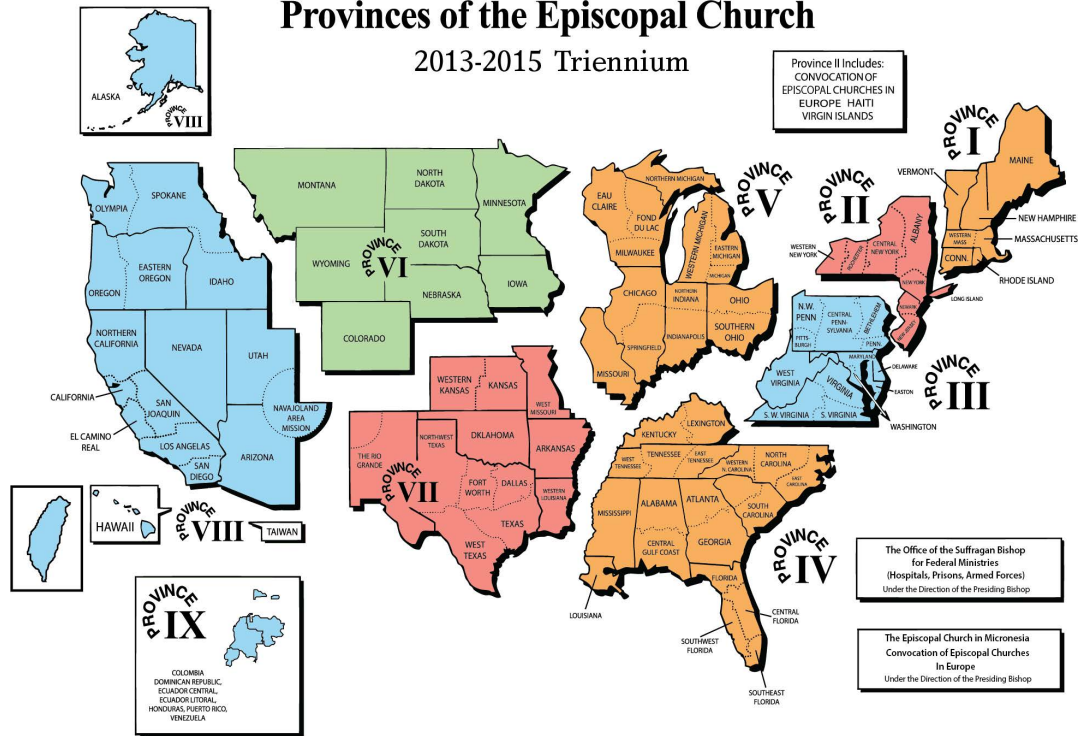 Provinces of the Episcopal Church
2013-2015 Triennium
ALASKA
PROVINCE
VIII
Province II Includes:
CONVOCATION OF
EPISCOPAL CHURCHES IN
EUROPE HAITI
VIRGIN ISLANDS
PROVINCE
I
MAINE
VERMONT
NEW HAMPHIRE
WESTERN
MASS
MASSACHUSETTS
CONN.
RHODE ISLAND
PROVINCE
II
WESTERN
NEW YORK
ROCHESTER
CENTRAL
NEW YORK
ALBANY
NEW YORK
LONG ISLAND
NEWARK
NEW JERSEY
PROVINCE
III
N.W.
PENN
CENTRAL
PENN-
SYLVANIA
BETHLEHEM
PITTS-
BURGH
PENN.
MARYLAND
DELAWARE
EASTON
WEST
VIRGINIA
VIRGINIA
WASHINGTON
S. W. VIRGINIA
S. VIRGINIA
PROVINCE
V
NORTHERN MICHIGAN
EAU
CLAIRE
FOND
DU LAC
MILWAUKEE
WESTERN MICHIGAN
EASTERN
MICHIGAN
MICHIGAN
CHICAGO
NORTHERN
INDIANA
OHIO
SPRINGFIELD
INDIANAPOLIS
SOUTHERN
OHIO
MISSOURI
PROVINCE
VI
MONTANA
NORTH
DAKOTA
MINNESOTA
SOUTH
DAKOTA
WYOMING
NEBRASKA
IOWA
COLORADO
OLYMPIA
SPOKANE
EASTERN
OREGON
OREGON
IDAHO
NORTHERN
CALIFORNIA
NEVADA
UTAH
CALIFORNIA
SAN
JOAQUIN
EL CAMINO
REAL
LOS ANGELAS
SAN
DIEGO
NAVAJOLAND
AREA
MISSION
ARIZONA
HAWAII
PROVINCE
VIII
TAIWAN
PROVINCE
VII
WESTERN
KANSAS
KANSAS
WEST
MISSOURI
THE RIO
GRANDE
NORTHWEST
TEXAS
DKLAHOMA
ARKANSAS
FORT
WORTH
DALLAS
WESTERN
LOUISIANA
TEXAS
WEST
TEXAS
PROVINCE
IV
KENTUCKY
LEXINGTON
WEST
TENNESSEE
TENNESSEE
EAST
TENNESSEE
WESTERN
N. CAROLINA
NORTH
CAROLINA
EAST
CAROLINA
MISSISSIPPI
ALABAMA
ATLANTA
SOUTH
CAROLINA
CENTRAL
GULF COAST
GEORGIA
LOUISIANA
FLORIDA
CENTRAL
FLORIDA
SOUTHWEST
FLORIDA
SOUTHEAST
FLORIDA
PROVINCE
IX
COLOMBIA
DOMINICAN REPUBLIC,
ECUADOR CENTRAL,
ECUADOR LITORAL,
HONDURAS, PUERTO RICO,
VENEZUELA
The Office of the Suffragan Bishop
for Federal Ministries
(Hospitals, Prisons, Armed Forces)
Under the Direction of the Presiding Bishop
The Episcopal Church in Micronesia
Convocation of Episcopal Churches
In Europe
Under the Direction of the Presiding Bishop